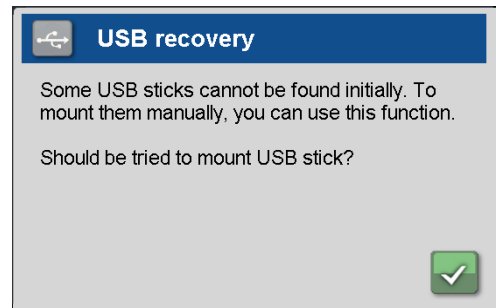 USB recovery
Some USB sticks cannot be found initially. To
mount them manually, you can use this function.
Should be tried to mount USB stick?